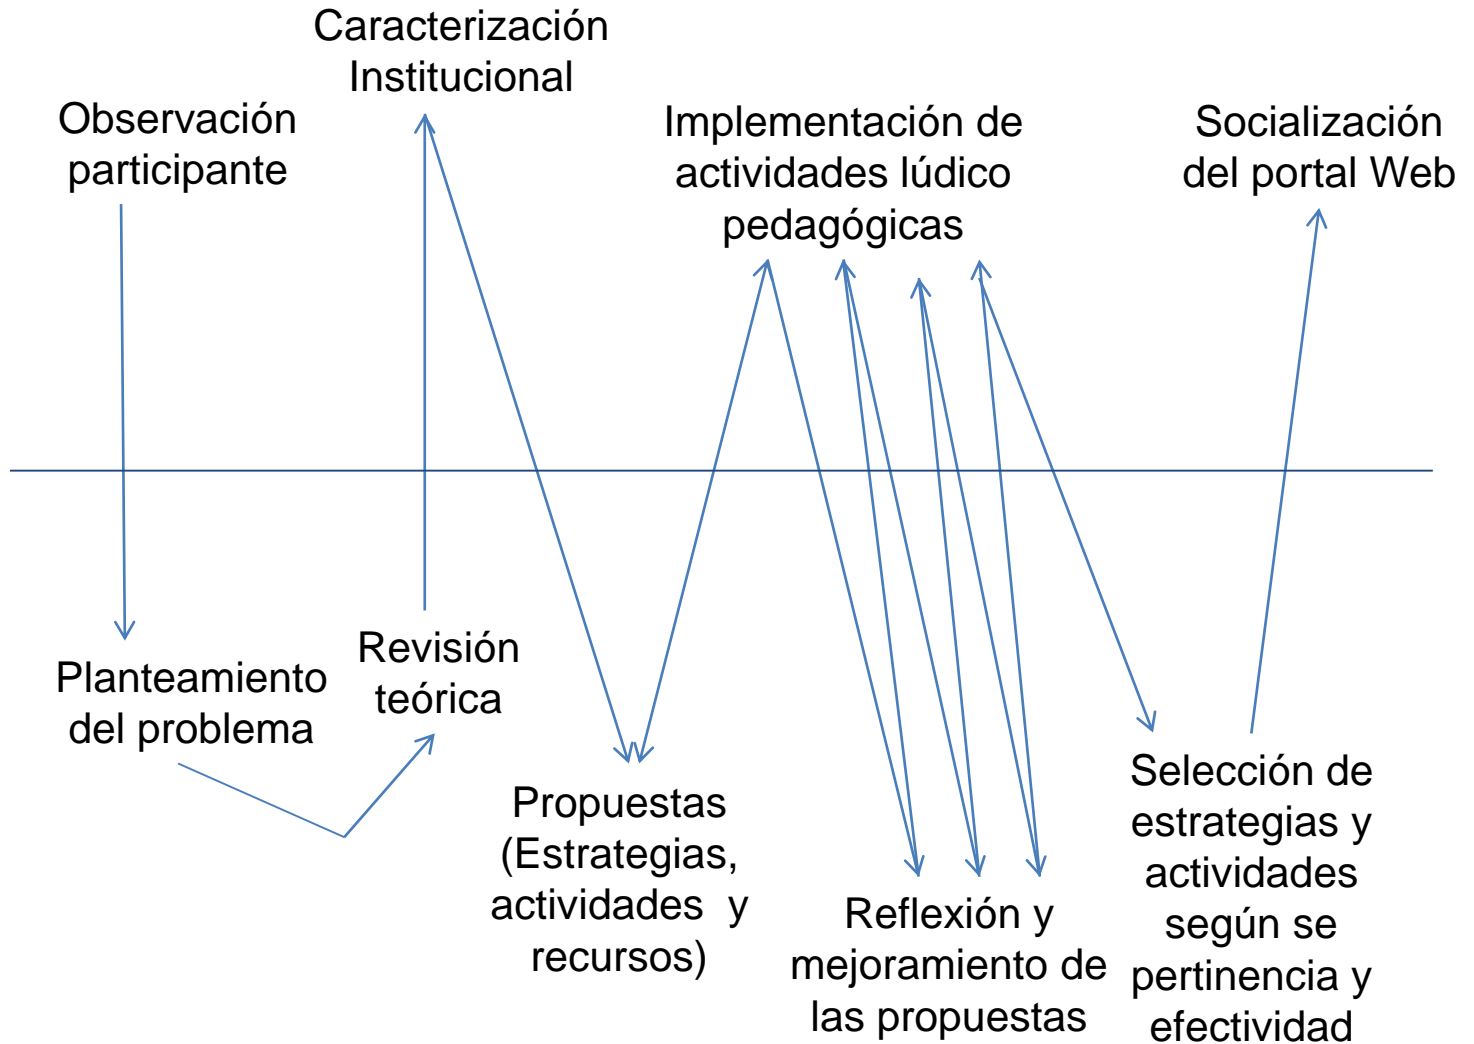 Caracterización
Institucional
Observación
participante
Implementación de
actividades lúdico
pedagógicas
Socialización
del portal Web
Planteamiento
del problema
Revisión
teórica
Propuestas
(Estrategias,
actividades y
recursos)
Reflexión y
mejoramiento de
las propuestas
Selección de
estrategias y
actividades
según se
pertinencia y
efectividad